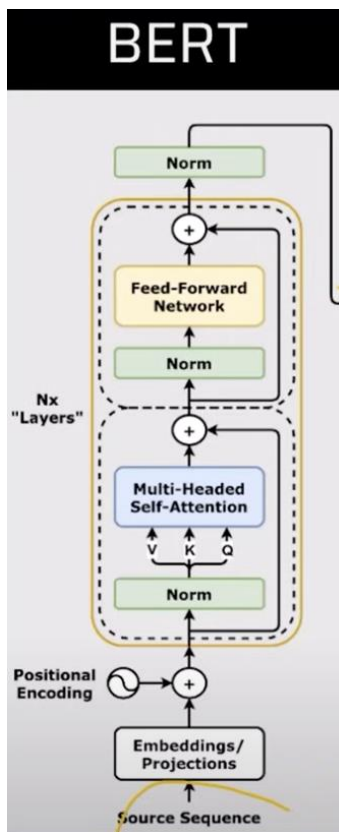 BERT
Norm
+
Feed-Forward
Network
Norm
Nx
"Layers"
+
Multi-Headed
Self-Attention
V K Q
Norm
Positional
Encoding
+
Embeddings/
Projections
Source Sequence